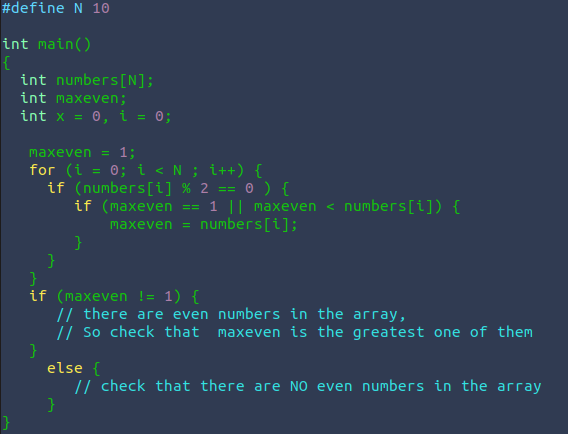 #define N 10
int main()
{
int numbers[N];
int maxeven;
int x = 0, i = 0;
maxeven = 1;
for (i = 0; i < N ; i++) {
if (numbers[i] % 2 == 0 ) {
if (maxeven == 1 || maxeven < numbers[i]) {
maxeven = numbers[i];
}
}
}
if (maxeven != 1) {
// there are even numbers in the array,
// So check that  maxeven is the greatest one of them
}
else {
// check that there are NO even numbers in the array
}
}